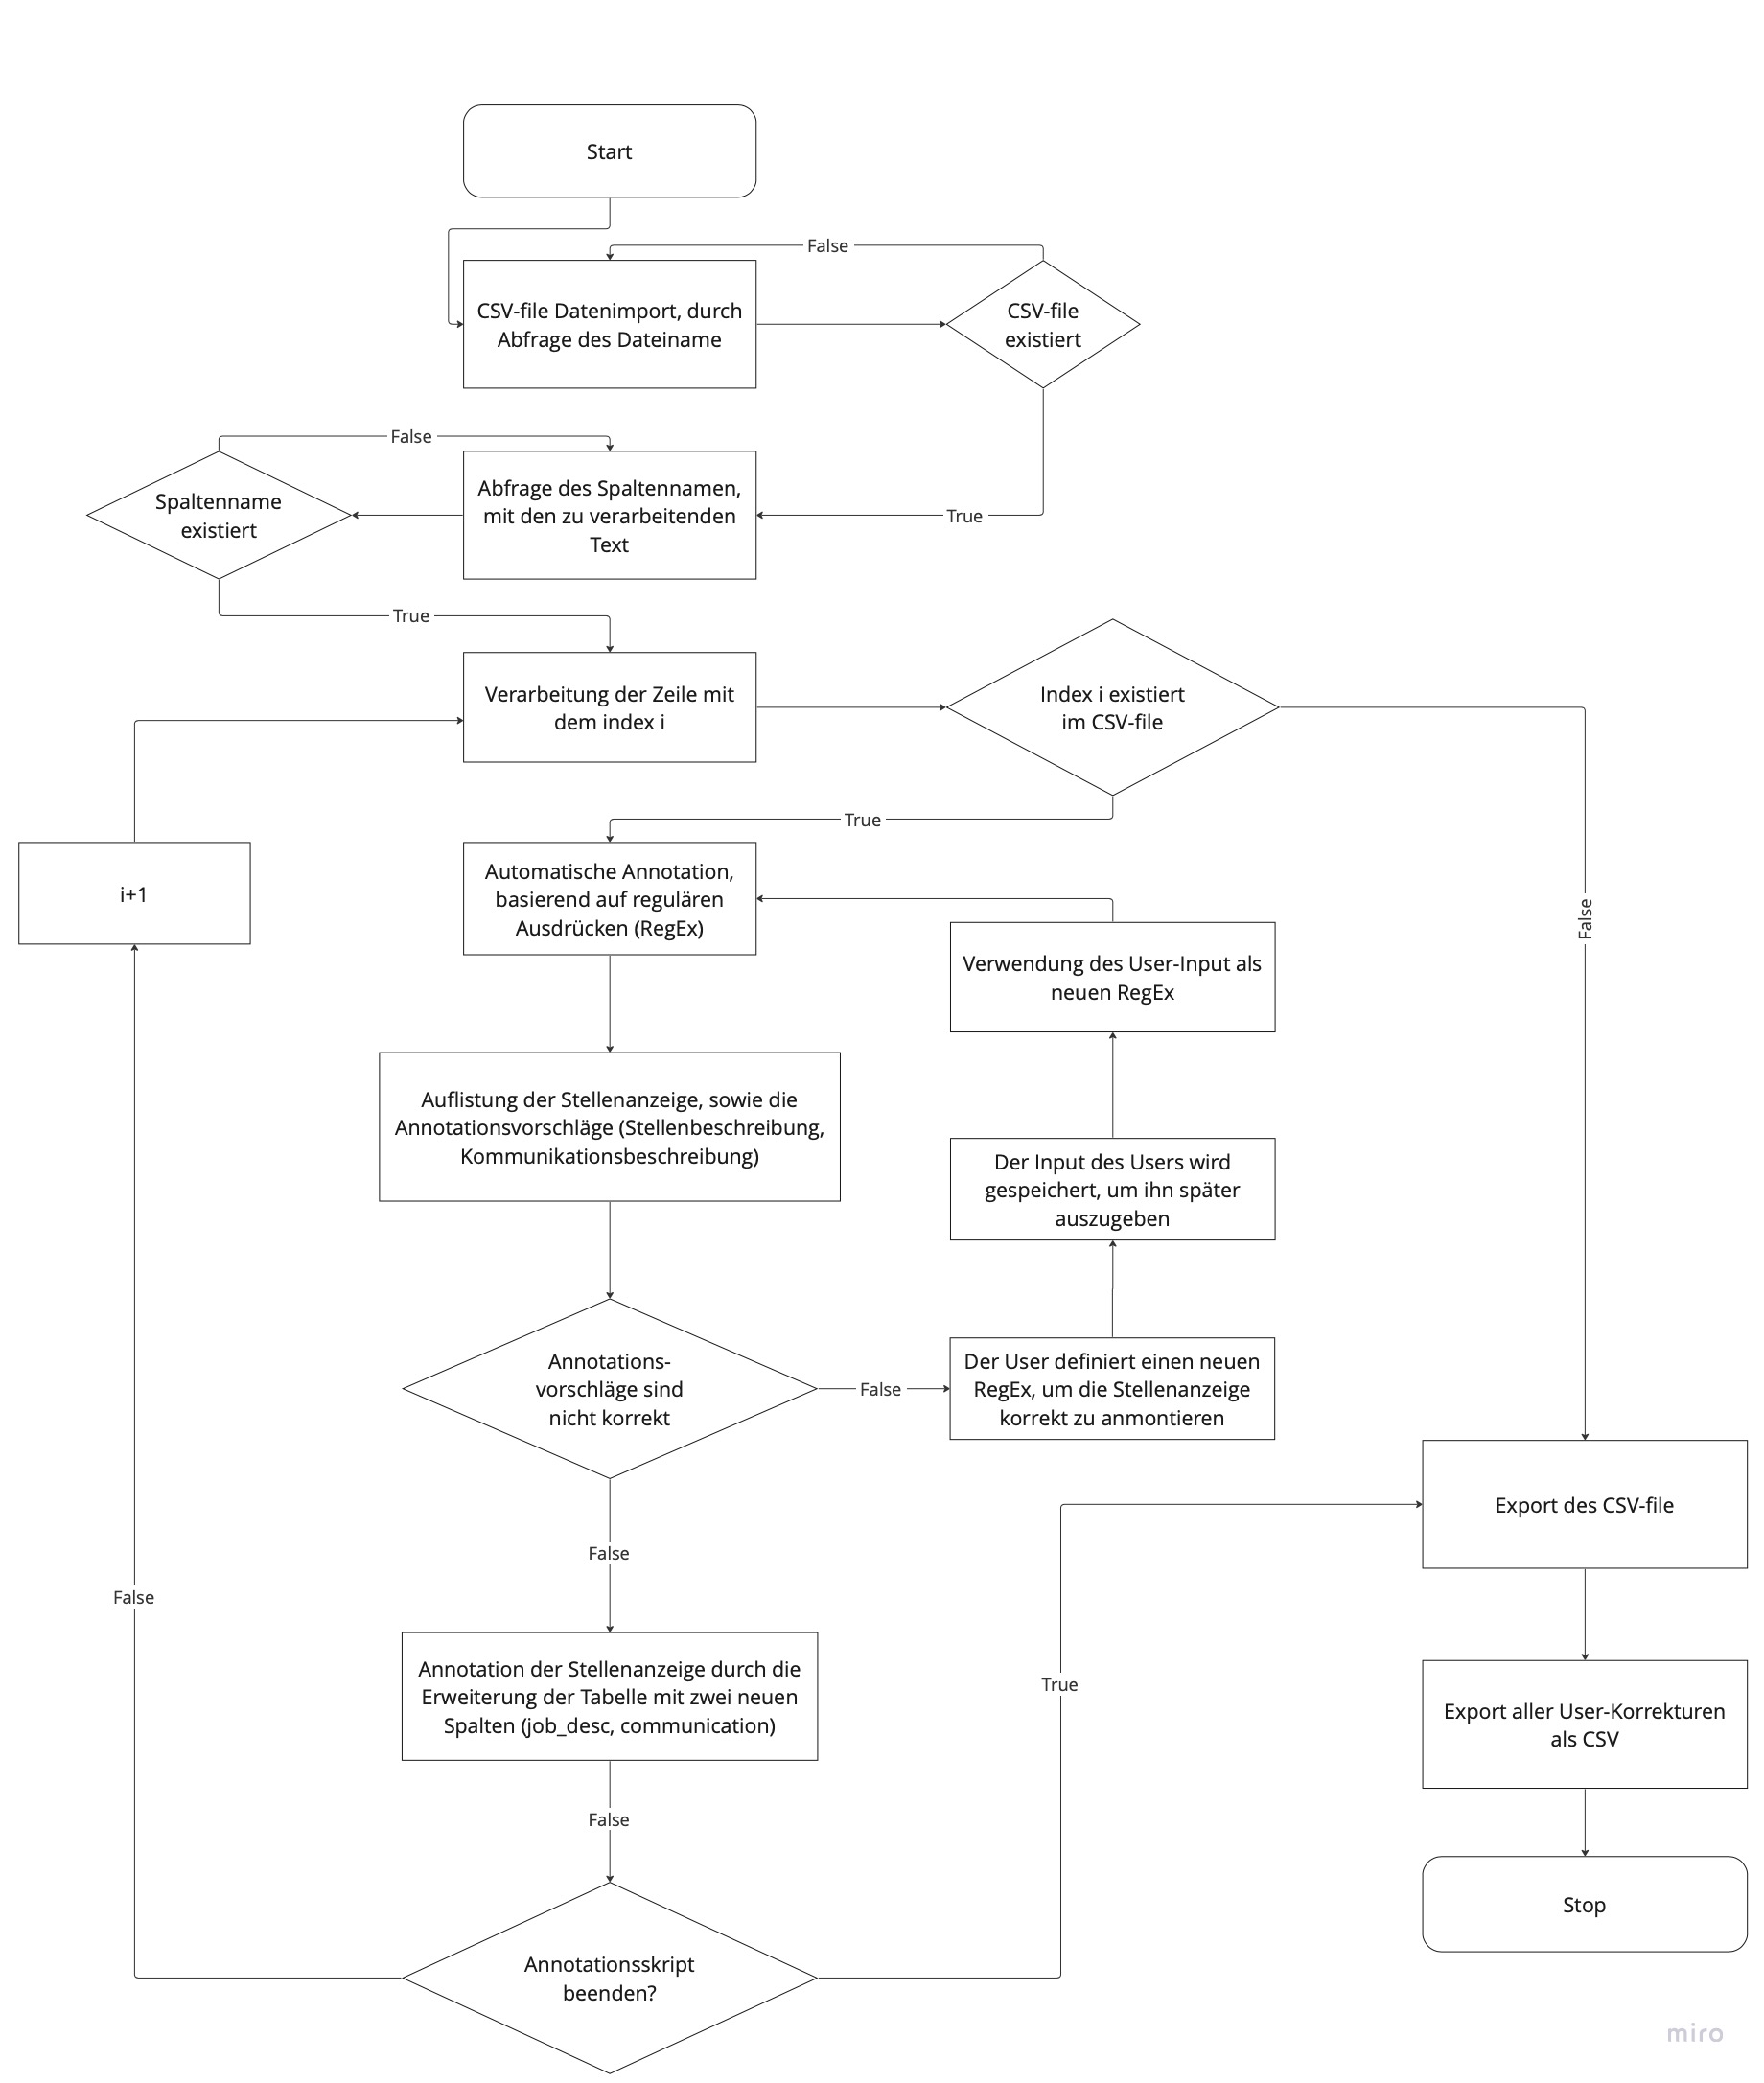 Start
False
CSV-file Datenimport, durch
Abfrage des Dateiname
CSV-file
existiert
False
Spaltenname
existiert
Abfrage des Spaltennamen,
mit den zu verarbeitenden
Text
True
True
Verarbeitung der Zeile mit
dem index i
Index i existiert
im CSV-file
True
i+1
Automatische Annotation,
basierend auf regulären
Ausdrücken (RegEx)
False
Verwendung des User-Input als
neuen RegEx
Auflistung der Stellenanzeige, sowie die
Annotationsvorschläge (Stellenbeschreibung,
Kommunikationsbeschreibung)
Der Input des Users wird
gespeichert, um ihn später
auszugeben
Annotations-
vorschläge sind
nicht korrekt
False
Der User definiert einen neuen
RegEx, um die Stellenanzeige
korrekt zu anmontieren
Export des CSV-file
False
False
Annotation der Stellenanzeige durch die
Erweiterung der Tabelle mit zwei neuen
Spalten (job_desc, communication)
True
Export aller User-Korrekturen
als CSV
False
Stop
Annotationsskript
beenden?
miro